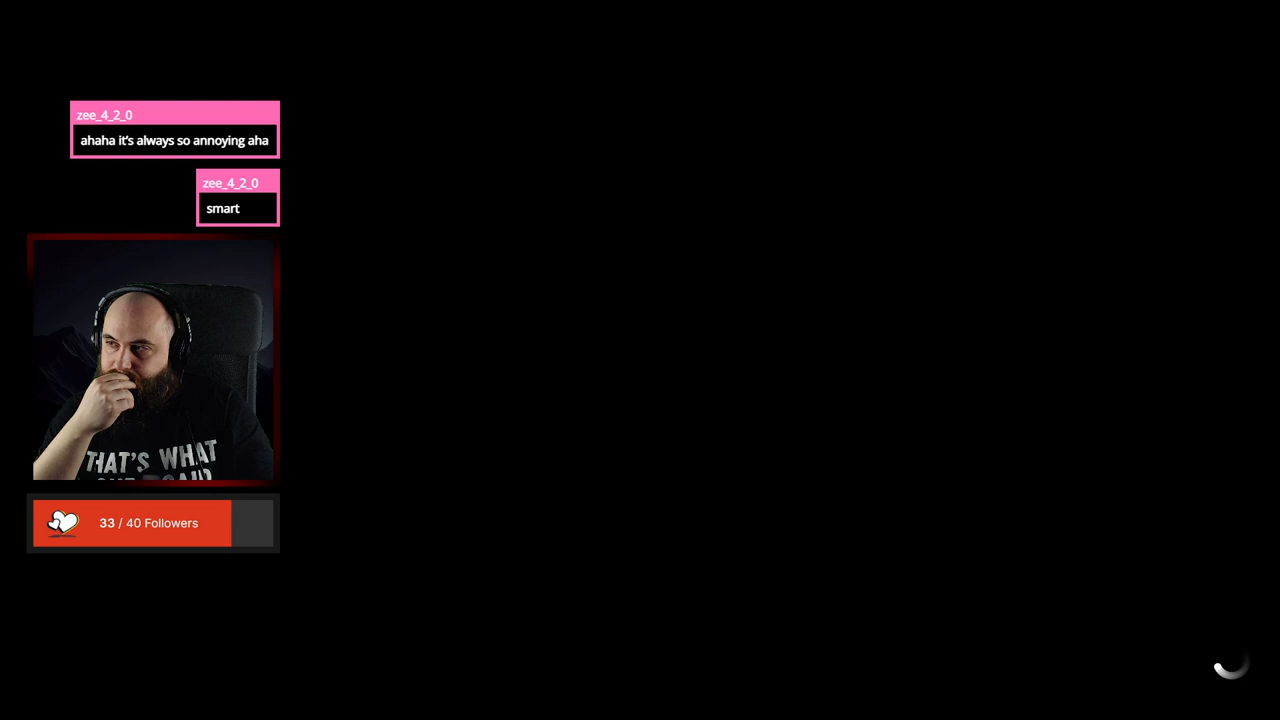 zee_4_2_0
ahaha it's always so annoying aha
zee_4_2_0
smart
THAT'S WHAT
33 / 40 Followers